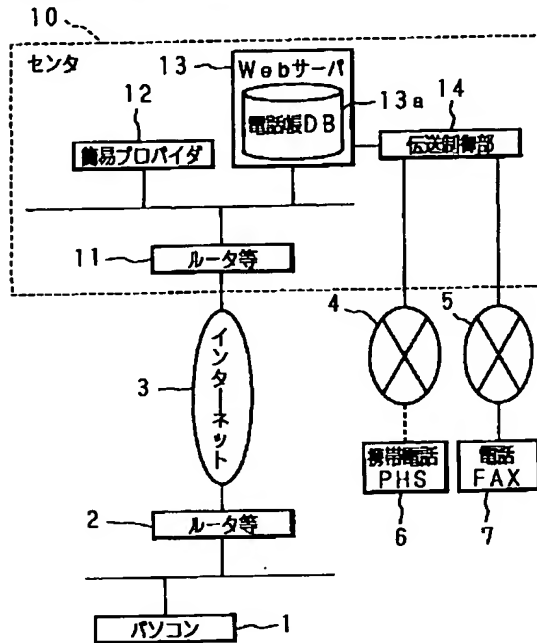 10
センタ
13
Webサーバ
13a
電話帳DB
12
簡易プロバイダ
14
伝送制御部
11
ルータ等
4
5
3
インターネット
携帯電話
PHS
6
電話
FAX
7
2
ルータ等
パソコン
1